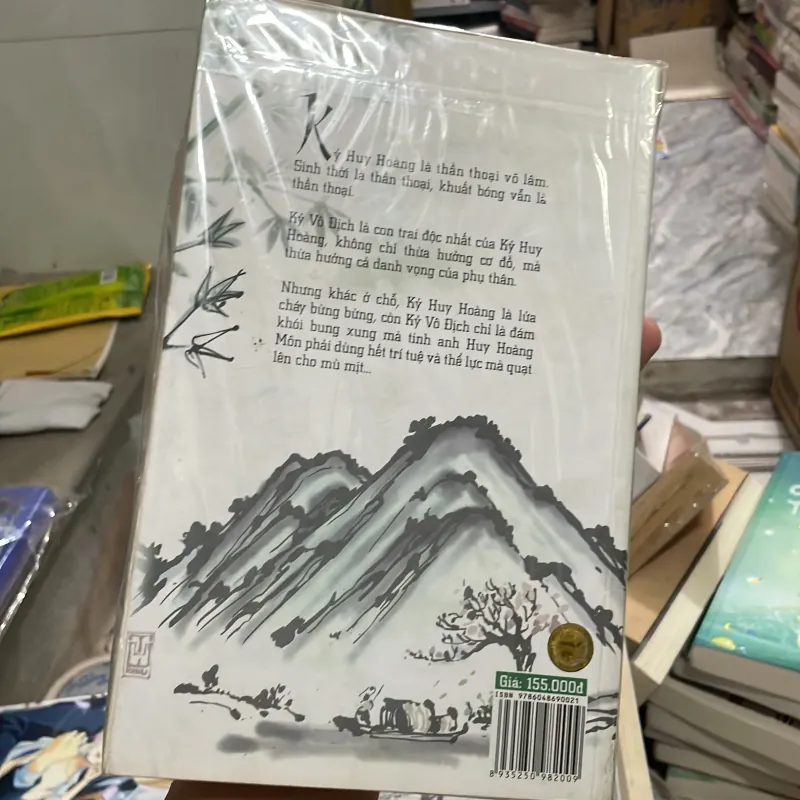 Kỷ Huy Hoàng là thần thoại võ lâm.
Sinh thời là thần thoại, khuất bóng vẫn là
thần thoại.
Kỷ Vô Địch là con trai độc nhất của Kỷ Huy
Hoàng, không chỉ thừa hưởng cơ đồ, mà
thừa hưởng cả danh vọng của phụ thân.
Nhưng khác ở chỗ, Kỷ Huy Hoàng là lửa
cháy bừng bừng, còn Kỷ Vô Địch chỉ là đám
khói bung xung mà tinh anh Huy Hoàng
Môn phải dùng hết trí tuệ và thể lực mà quạt
lên cho mù mịt...
Giá: 155.000đ
ISBN 9786048690021
8 935250 982009